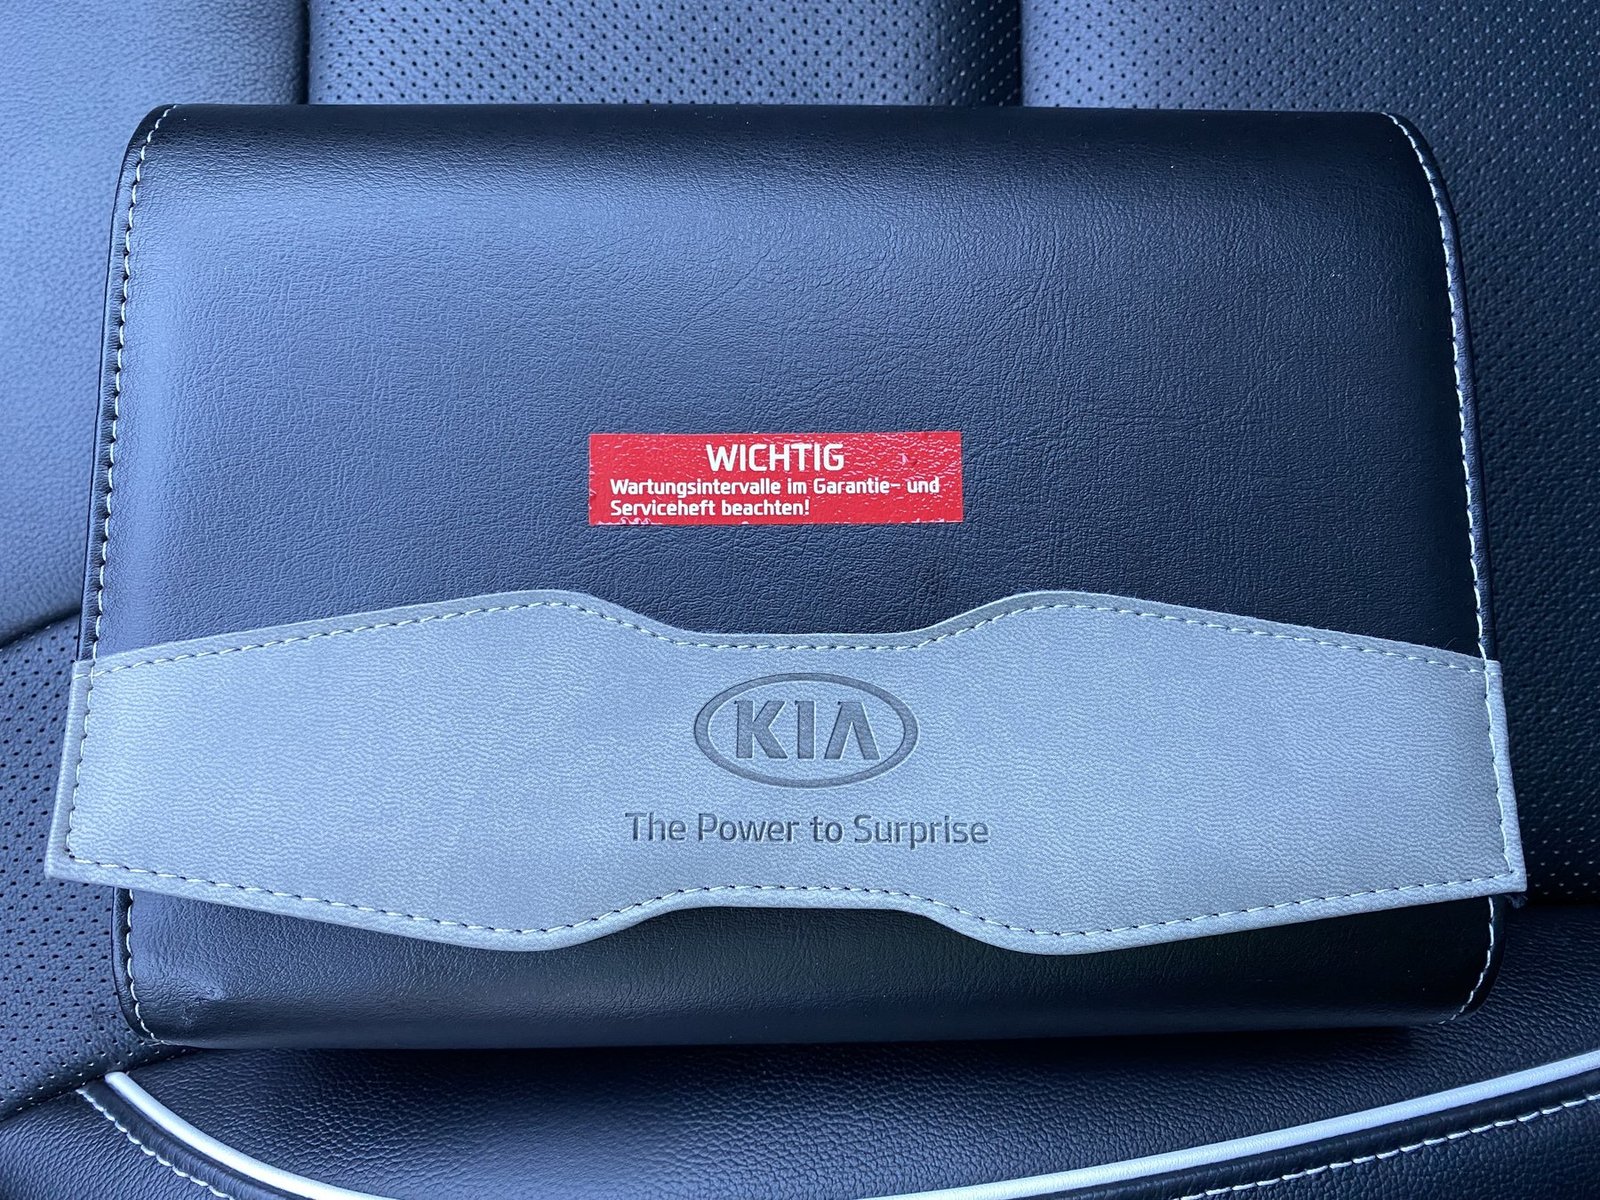 WICHTIG
Wartungsintervalle im Garantie- und
Serviceheft beachten!
KIA
The Power to Surprise